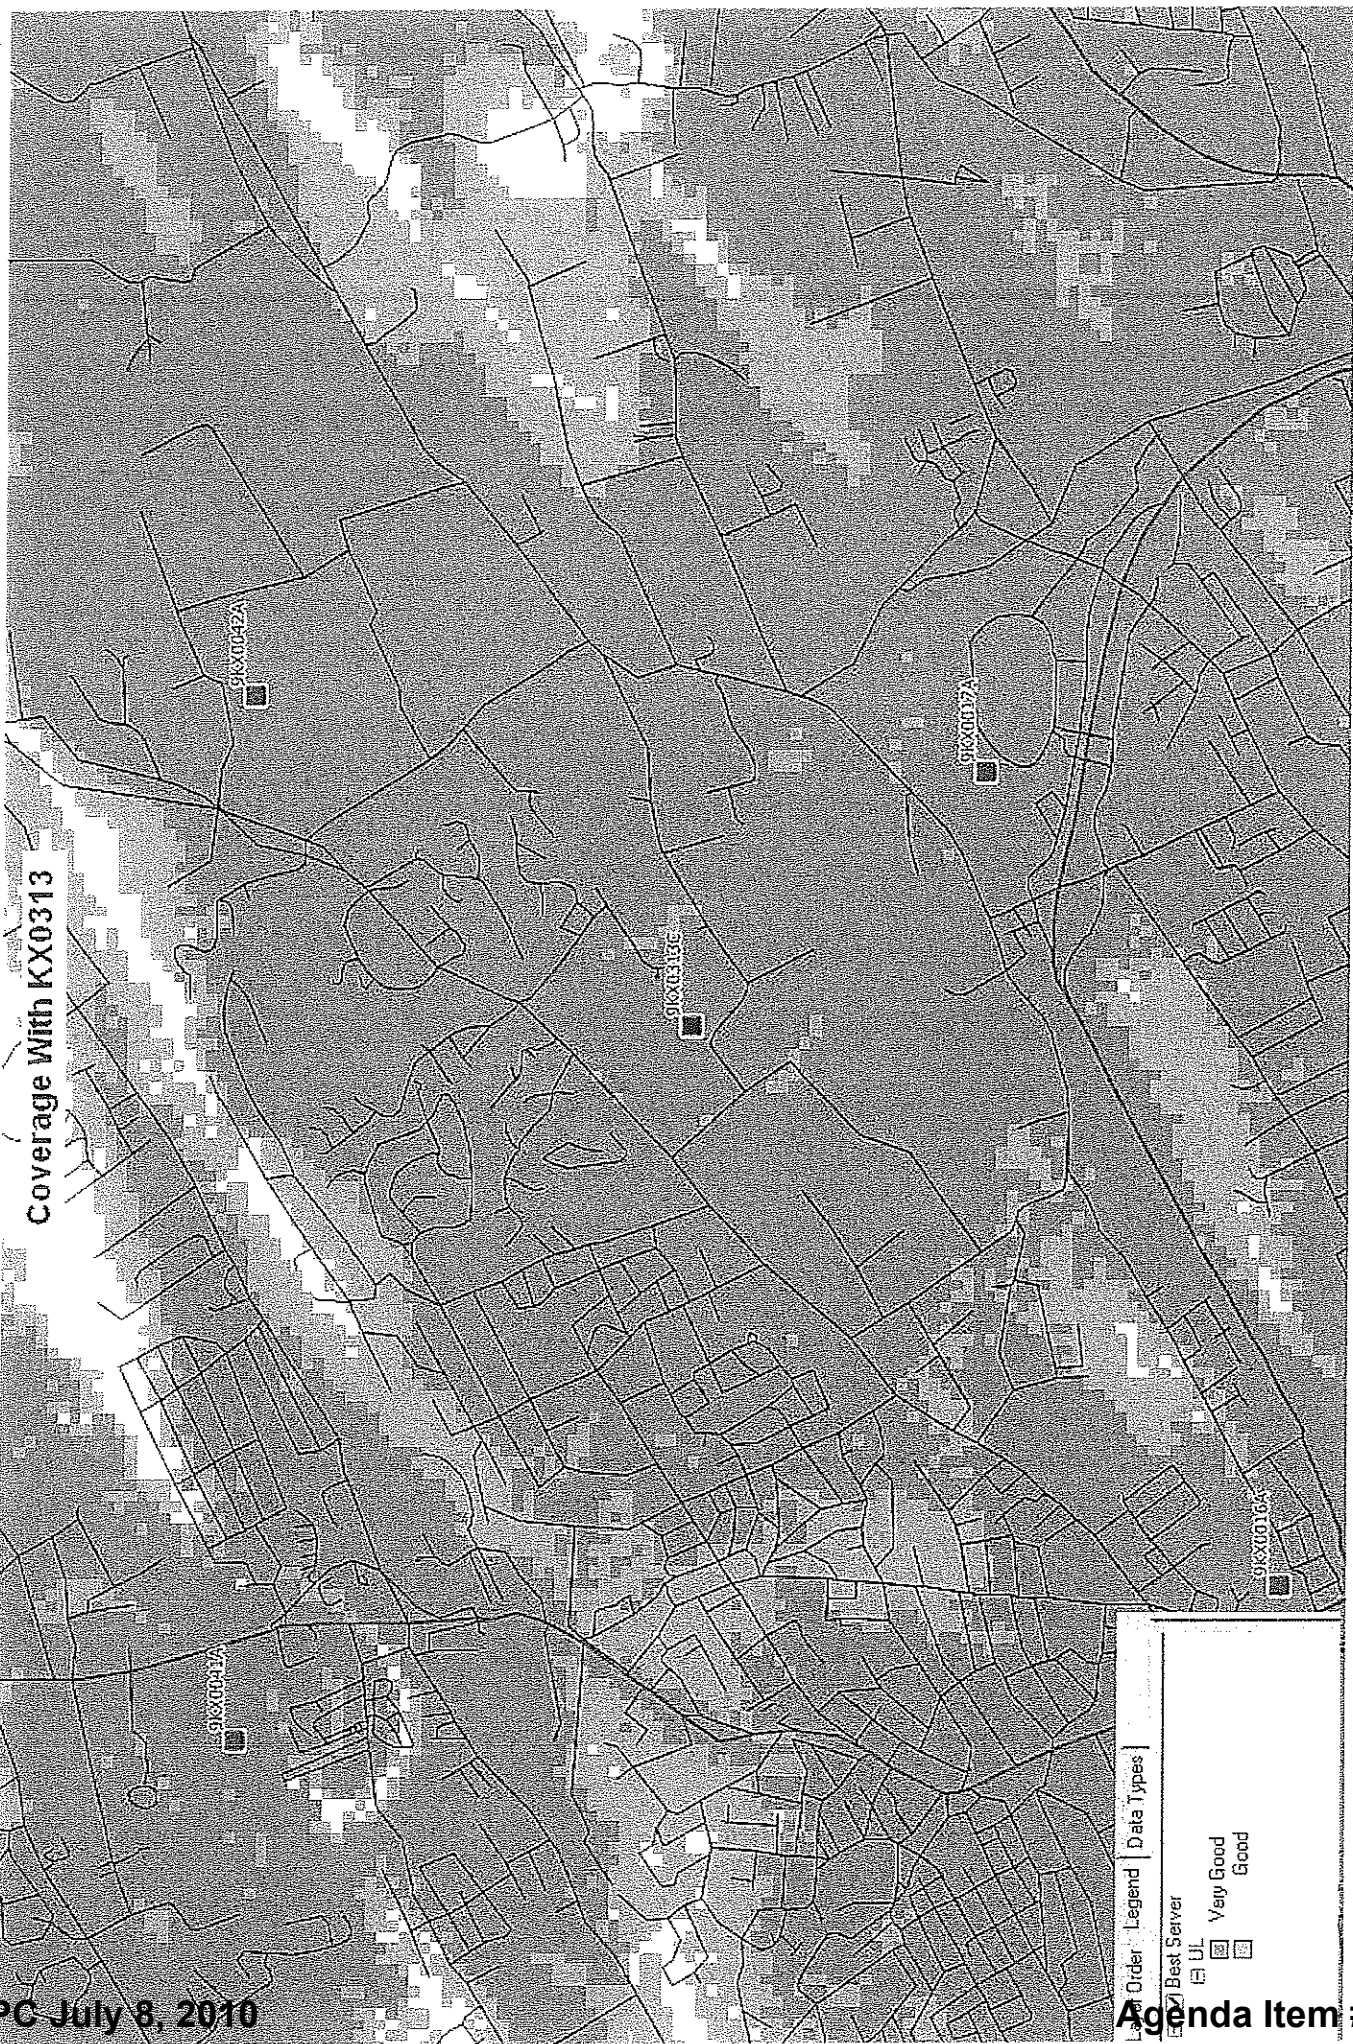 Coverage With KX0313
9KX0042A
9KX0017A
9KX0313C
9KX0016A
Order Legend Data Types
Best Server
UL
Very Good
Good
PC July 8, 2010
Agenda Item